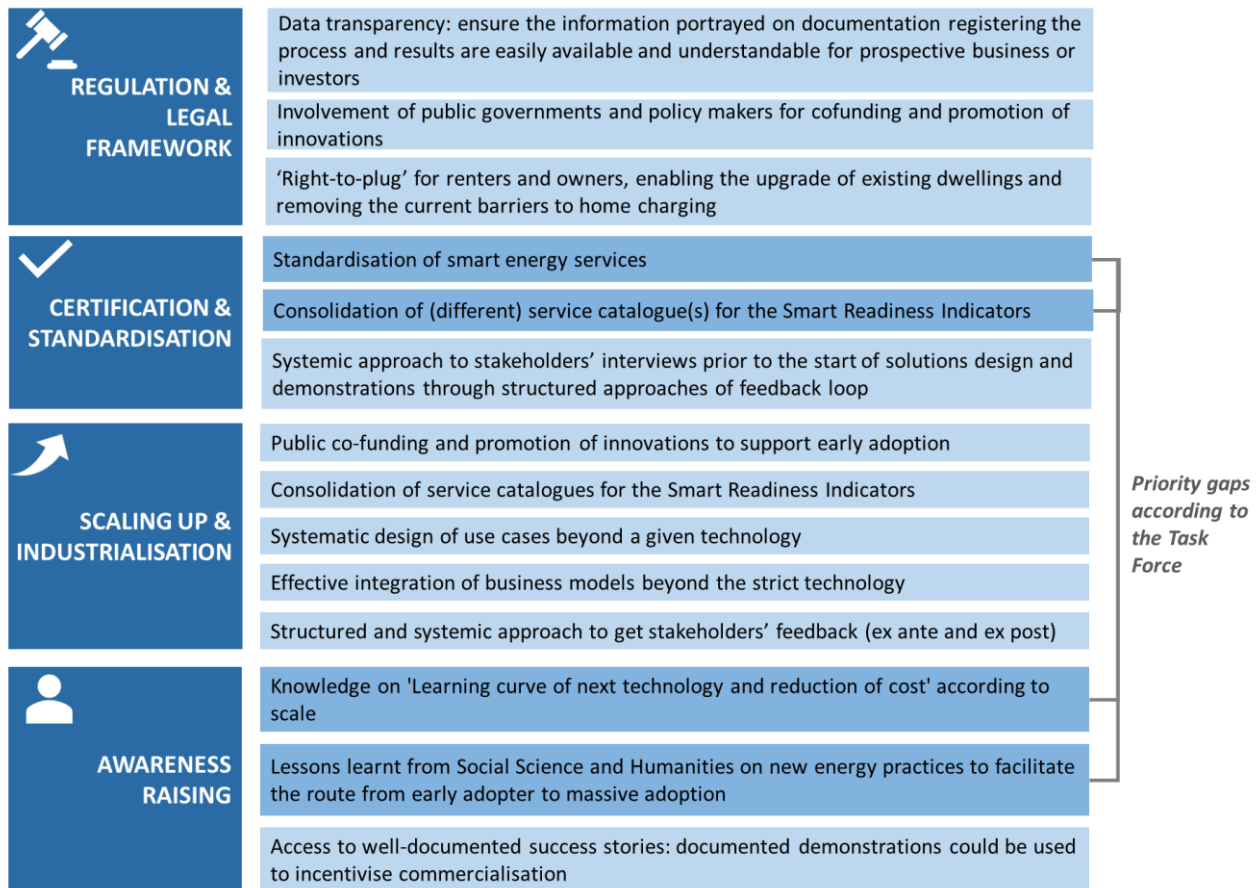 REGULATION &
LEGAL
FRAMEWORK
Data transparency: ensure the information portrayed on documentation registering the
process and results are easily available and understandable for prospective business or
investors
Involvement of public governments and policy makers for cofunding and promotion of
innovations
‘Right-to-plug’ for renters and owners, enabling the upgrade of existing dwellings and
removing the current barriers to home charging
CERTIFICATION &
STANDARDISATION
Standardisation of smart energy services
Consolidation of (different) service catalogue(s) for the Smart Readiness Indicators
Systemic approach to stakeholders’ interviews prior to the start of solutions design and
demonstrations through structured approaches of feedback loop
SCALING UP &
INDUSTRIALISATION
Public co-funding and promotion of innovations to support early adoption
Consolidation of service catalogues for the Smart Readiness Indicators
Systematic design of use cases beyond a given technology
Effective integration of business models beyond the strict technology
Structured and systemic approach to get stakeholders’ feedback (ex ante and ex post)
AWARENESS
RAISING
Knowledge on 'Learning curve of next technology and reduction of cost' according to
scale
Lessons learnt from Social Science and Humanities on new energy practices to facilitate
the route from early adopter to massive adoption
Access to well-documented success stories: documented demonstrations could be used
to incentivise commercialisation
Priority gaps
according to
the Task
Force